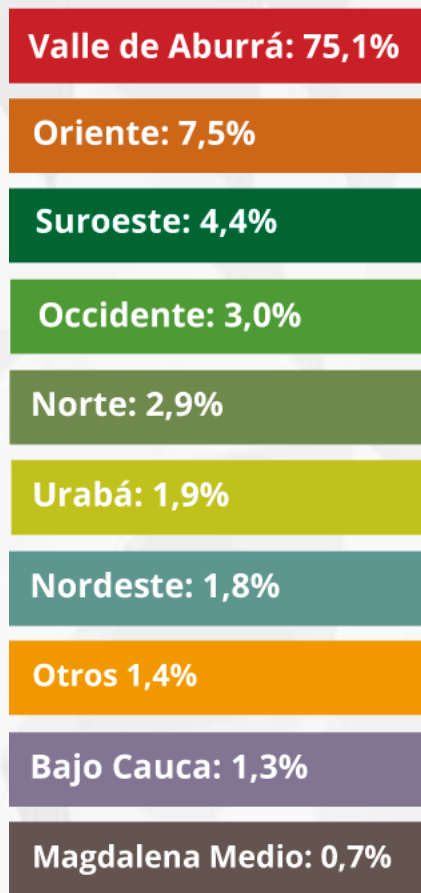 Valle de Aburrá: 75,1%
Oriente: 7,5%
Suroeste: 4,4%
Occidente: 3,0%
Norte: 2,9%
Urabá: 1,9%
Nordeste: 1,8%
Otros 1,4%
Bajo Cauca: 1,3%
Magdalena Medio: 0,7%